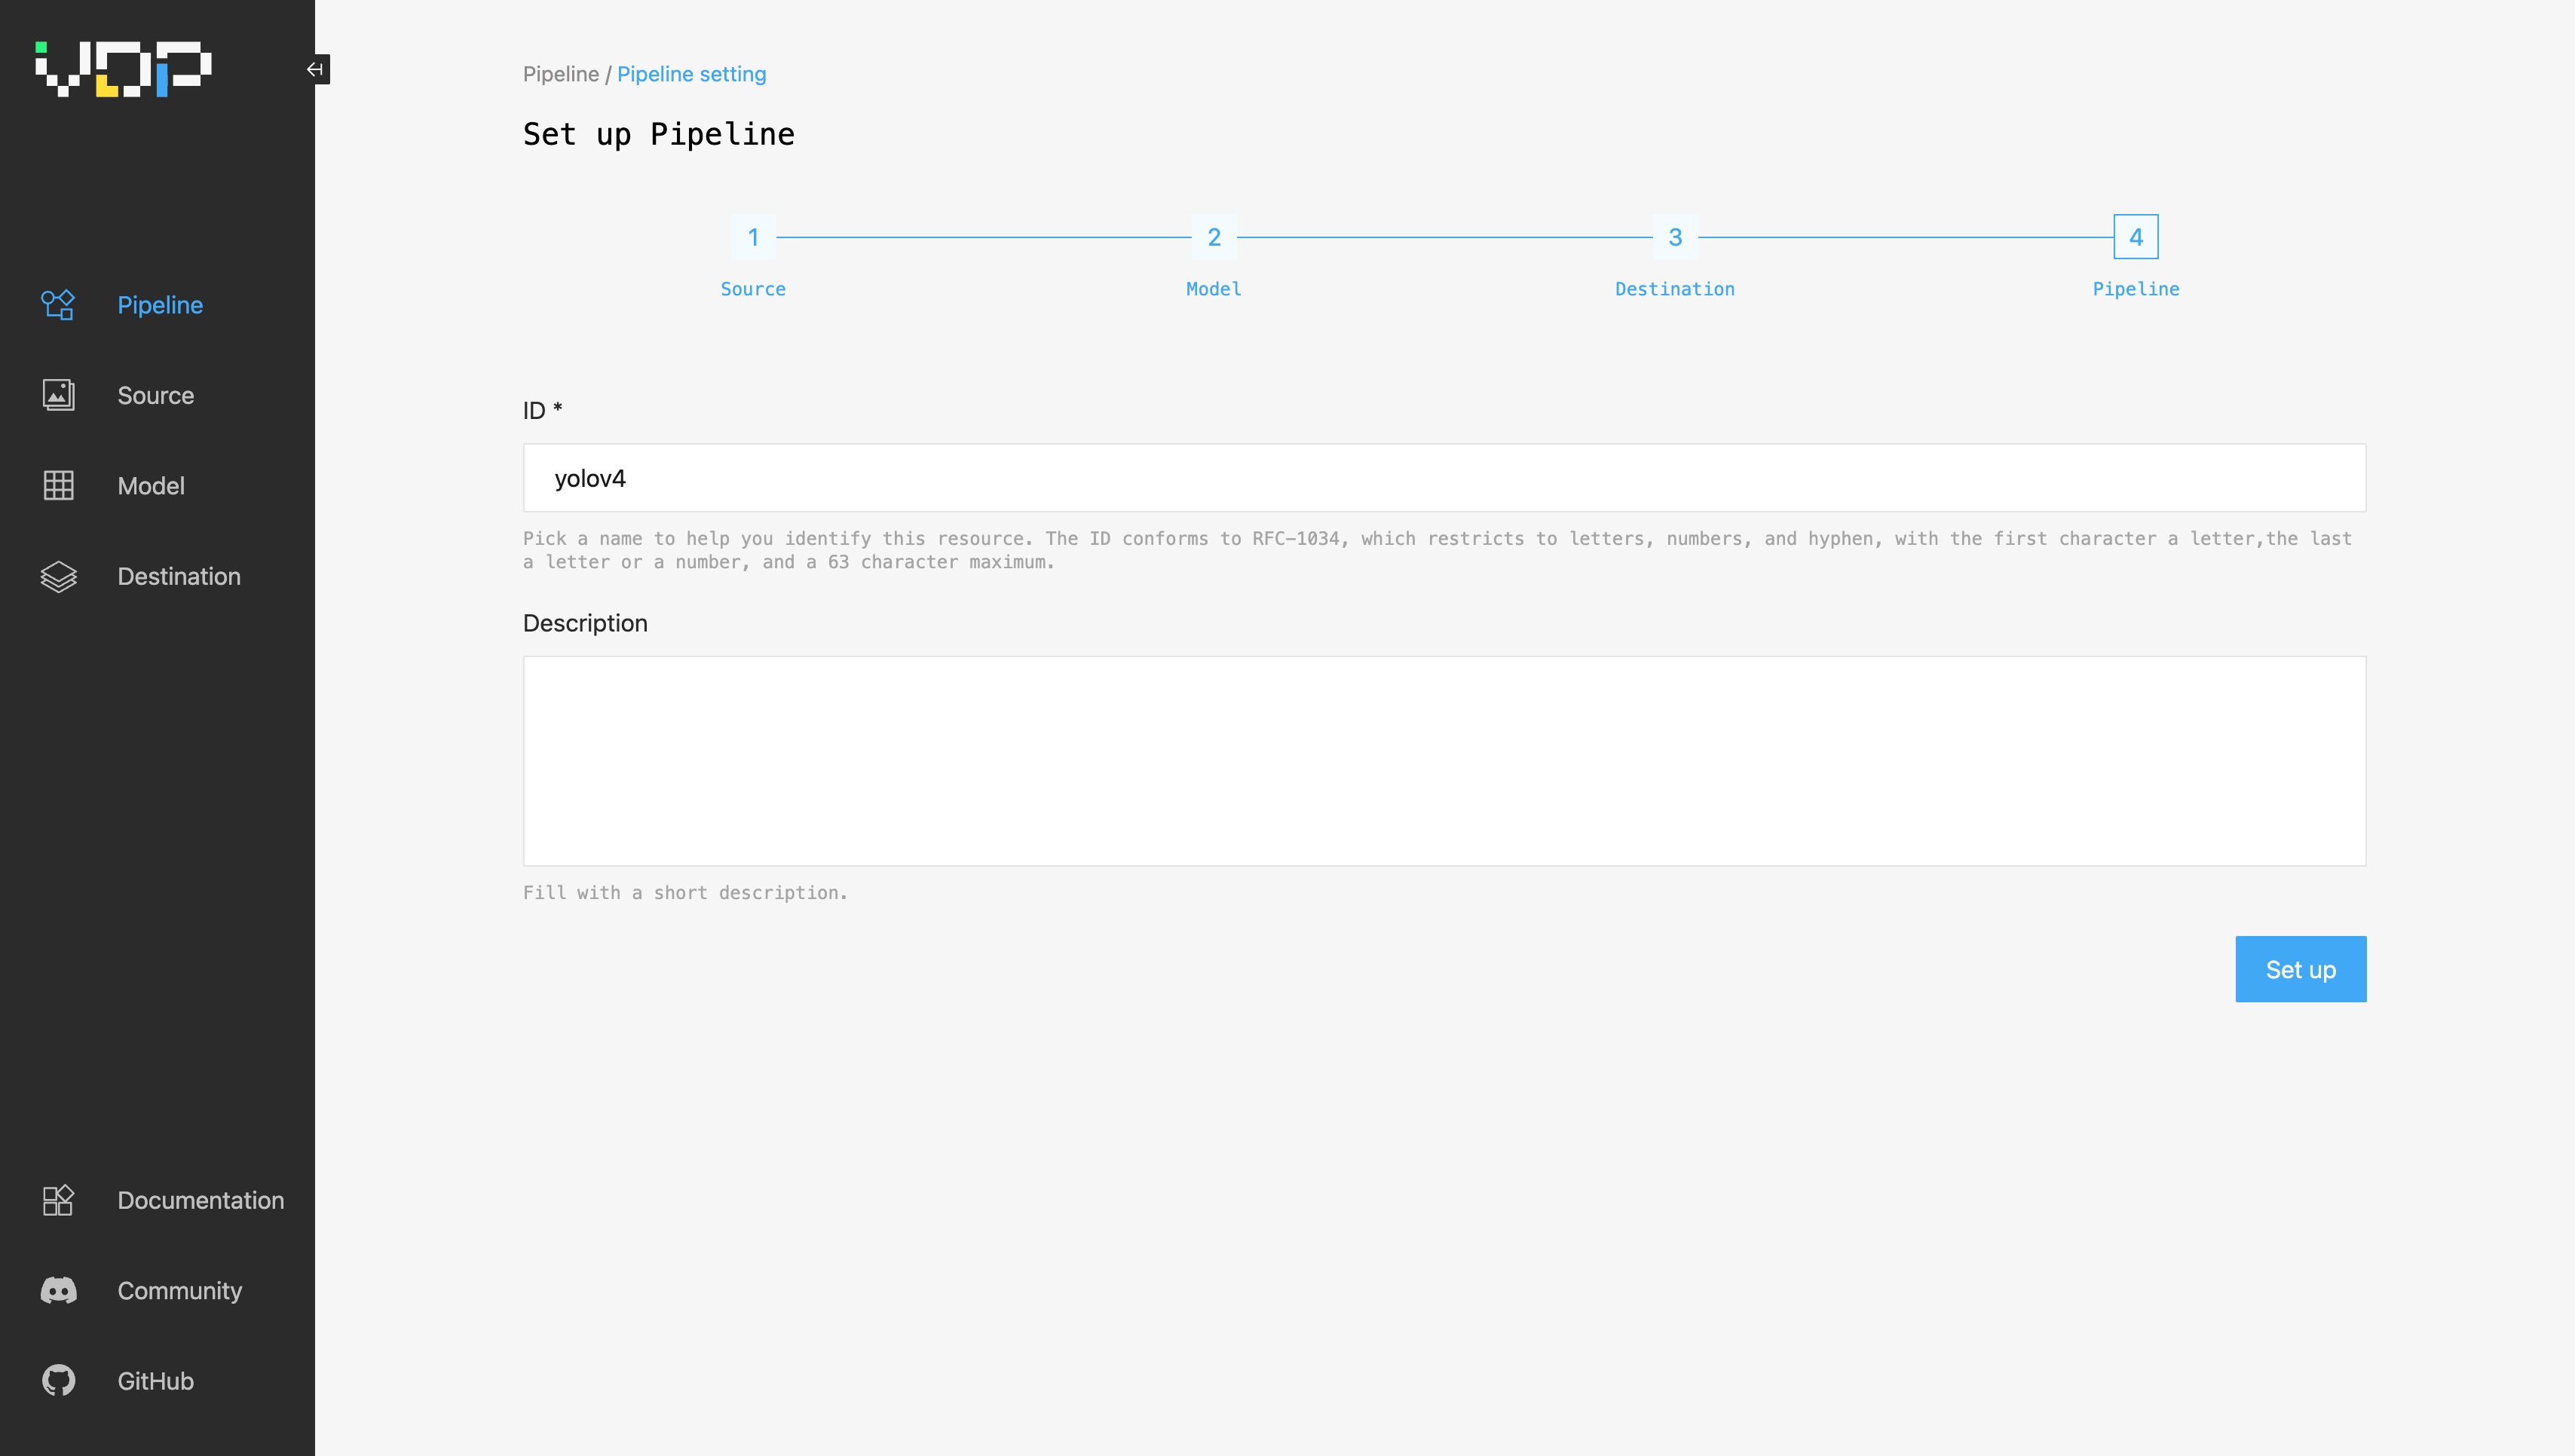 VDP
Pipeline
Source
Model
Destination
Documentation
Community
GitHub
Pipeline / Pipeline setting
Set up Pipeline
1
2
3
4
Source
Model
Destination
Pipeline
ID *
yolov4
Pick a name to help you identify this resource. The ID conforms to RFC-1034, which restricts to letters, numbers, and hyphen, with the first character a letter,the last
a letter or a number, and a 63 character maximum.
Description
Fill with a short description.
Set up